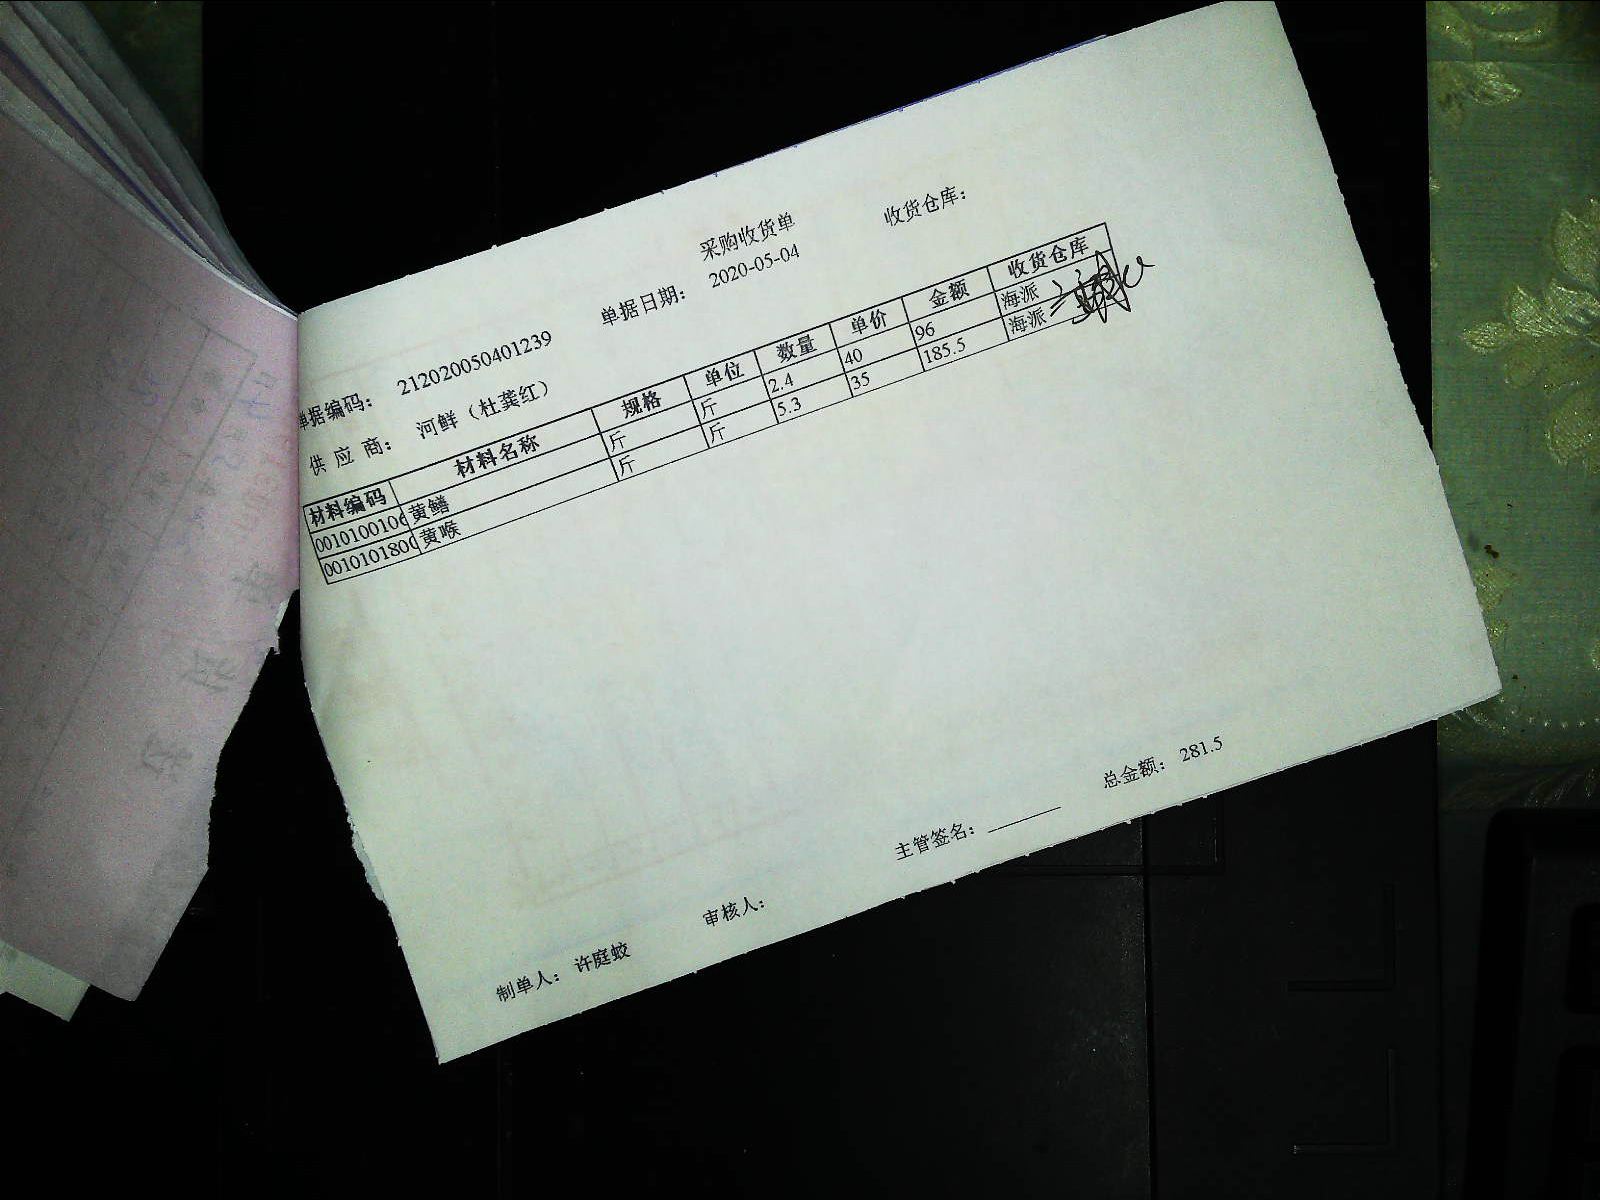 采购收货单
收货仓库：
单据编码： 212020050401239 单据日期： 2020-05-04
供 应 商： 河鲜（杜龚红）
材料编码 材料名称 规格 单位 数量 单价 金额 收货仓库
001010010 黄鳝 斤 斤 2.4 40 96 海派
001010180 黄喉 斤 斤 5.3 35 185.5 海派
总金额： 281.5
制单人： 许庭蛟 审核人： 主管签名：